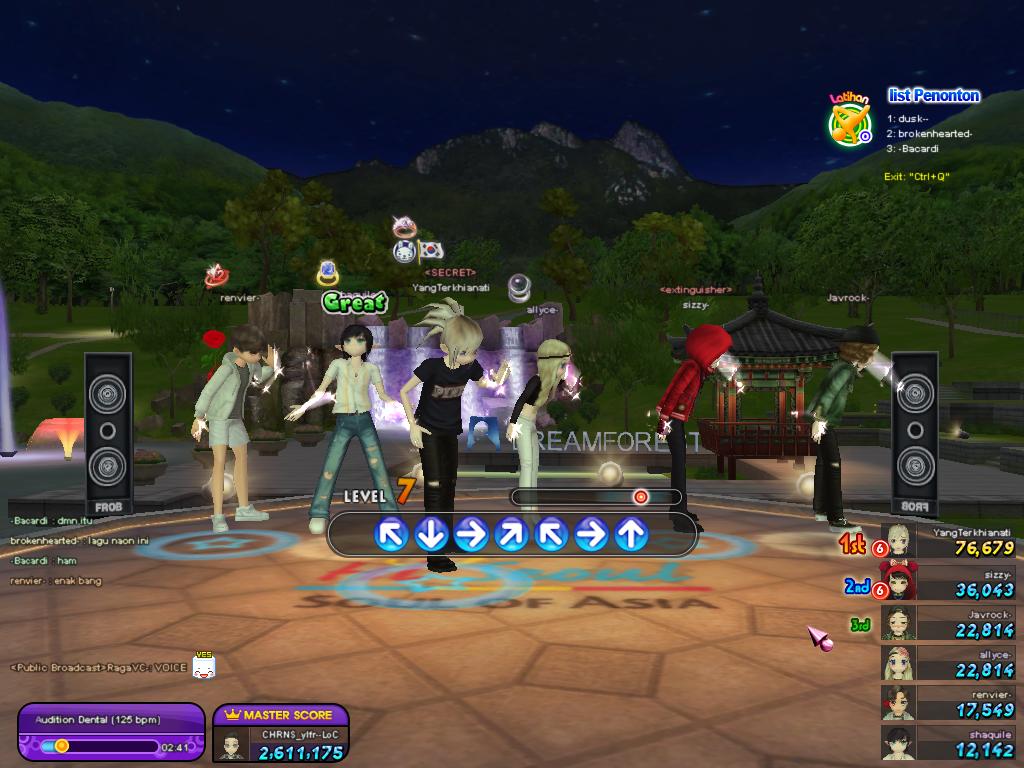 Latihan
list Penonton
1: dusk--
2: brokenhearted-
3: -Bacardi
Exit: "Ctrl+Q"
<SECRET>
YangTerkhianati
renvier-
Great
allyce-
<extinguisher>
sizzy-
Javrock-
REAMFORE
FROB
FROB
LEVEL 7
SOUL OF ASIA
-Bacardi : dmn itu
brokenhearted- : lagu naon ini
-Bacardi : ham
renvier- : enak bang
<Public Broadcast>RagaVC-: VOICE
YES
1st 6 YangTerkhianati
76,679
2nd 6 sizzy-
36,043
3rd Javrock-
22,814
allyce-
22,814
renvier-
17,549
shaquile
12,142
Audition Dental (125 bpm)
02:41
MASTER SCORE
CHRNS_ylfr--LoC
2,611,175